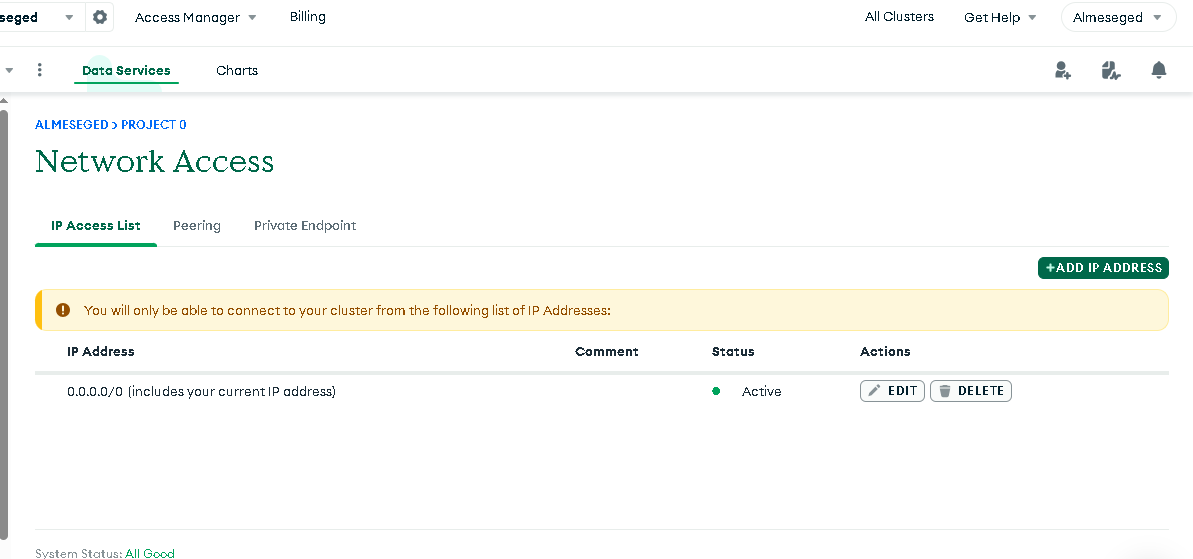 seged Access Manager Billing All Clusters Get Help Almeseged
Data Services Charts
ALMESEGED > PROJECT 0
Network Access
IP Access List Peering Private Endpoint
+ADD IP ADDRESS
You will only be able to connect to your cluster from the following list of IP Addresses:
IP Address Comment Status Actions
0.0.0.0/0 (includes your current IP address) Active EDIT DELETE
System Status: All Good